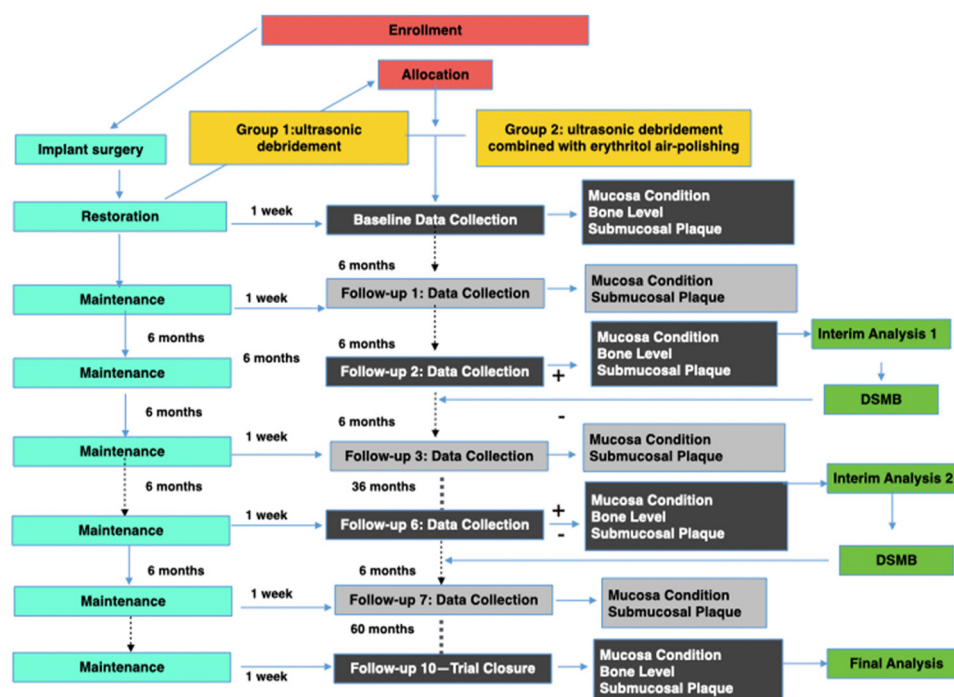 Enrollment
Allocation
Group 1:ultrasonic
debridement
Group 2: ultrasonic debridement
combined with erythritol air-polishing
Implant surgery
Restoration
1 week
Baseline Data Collection
Mucosa Condition
Bone Level
Submucosal Plaque
6 months
Maintenance
1 week
Follow-up 1: Data Collection
Mucosa Condition
Submucosal Plaque
6 months
6 months
6 months
Maintenance
Follow-up 2: Data Collection
+
Mucosa Condition
Bone Level
Submucosal Plaque
Interim Analysis 1
DSMB
6 months
6 months
-
Maintenance
1 week
Follow-up 3: Data Collection
Mucosa Condition
Submucosal Plaque
6 months
36 months
Maintenance
1 week
Follow-up 6: Data Collection
+
-
Mucosa Condition
Bone Level
Submucosal Plaque
Interim Analysis 2
DSMB
6 months
6 months
Maintenance
1 week
Follow-up 7: Data Collection
Mucosa Condition
Submucosal Plaque
60 months
Maintenance
1 week
Follow-up 10—Trial Closure
Mucosa Condition
Bone Level
Submucosal Plaque
Final Analysis